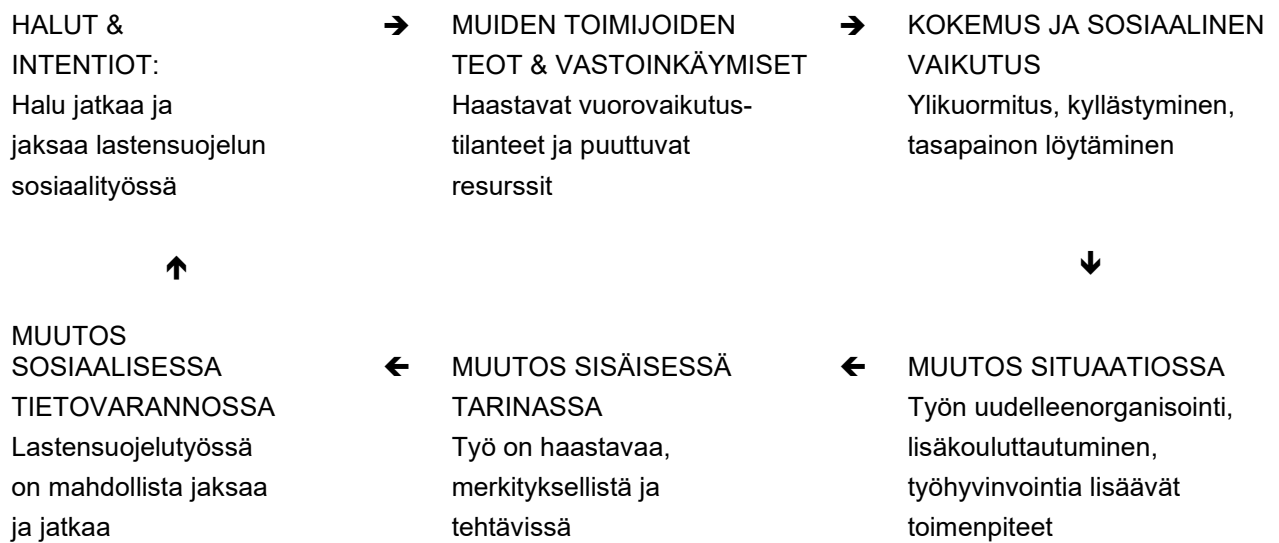 HALUT &
INTENTIOT:
Halu jatkaa ja
jaksaa lastensuojelun
sosiaalityössä
➔
MUIDEN TOIMIJOIDEN
TEOT & VASTOINKÄYMISET
Haastavat vuorovaikutus-
tilanteet ja puuttuvat
resurssit
➔
KOKEMUS JA SOSIAALINEN
VAIKUTUS
Ylikuormitus, kyllästyminen,
tasapainon löytäminen
🡹
🡻
MUUTOS
SOSIAALISESSA
TIETOVARANNOSSA
Lastensuojelutyössä
on mahdollista jaksaa
ja jatkaa
🡸
MUUTOS SISÄISESSÄ
TARINASSA
Työ on haastavaa,
merkityksellistä ja
tehtävissä
🡸
MUUTOS SITUAATIOSSA
Työn uudelleenorganisointi,
lisäkouluttautuminen,
työhyvinvointia lisäävät
toimenpiteet